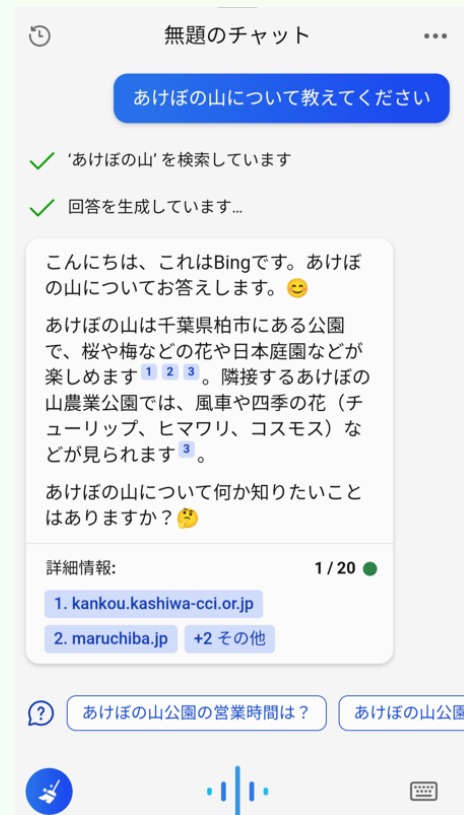 無題のチャット
あけぼの山について教えてください
'あけぼの山' を検索しています
回答を生成しています…
こんにちは、これはBingです。あけぼ
の山についてお答えします。😊
あけぼの山は千葉県柏市にある公園
で、桜や梅などの花や日本庭園などが
楽しめます 1 2 3 。隣接するあけぼの
山農業公園では、風車や四季の花（チ
ューリップ、ヒマワリ、コスモス）な
どが見られます 3 。
あけぼの山について何か知りたいこと
はありますか？🤔
詳細情報: 1 / 20
1. kankou.kashiwa-cci.or.jp
2. maruchiba.jp +2 その他
あけぼの山公園の営業時間は？ あけぼの山公園